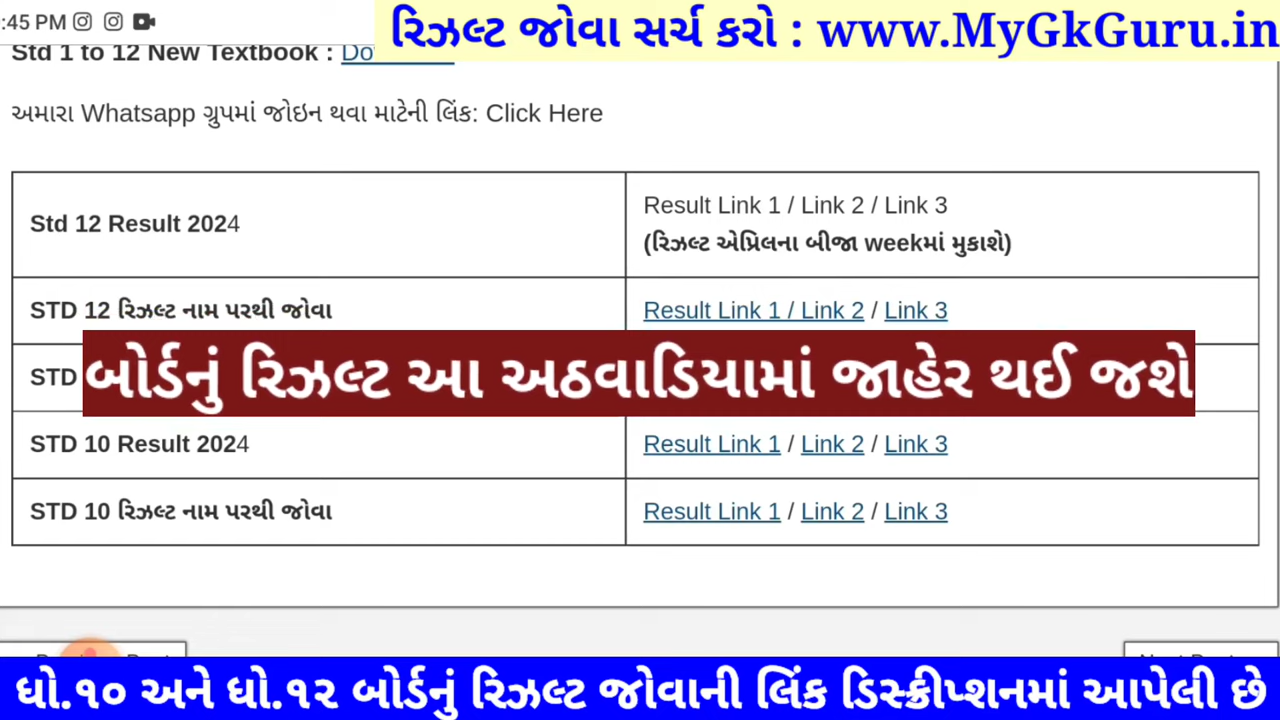 :45 PM
રિઝલ્ટ જોવા સર્ચ કરો : www.MyGkGuru.in
Std 1 to 12 New Textbook : Do
અમારા Whatsapp ગ્રુપમાં જોઇન થવા માટેની લિંક: Click Here
Std 12 Result 2024
Result Link 1 / Link 2 / Link 3
(રિઝલ્ટ એપ્રિલના બીજા weekમાં મુકાશે)
STD 12 રિઝલ્ટ નામ પરથી જોવા
Result Link 1 / Link 2 / Link 3
STD
બોર્ડનું રિઝલ્ટ આ અઠવાડિયામાં જાહેર થઈ જશે
STD 10 Result 2024
Result Link 1 / Link 2 / Link 3
STD 10 રિઝલ્ટ નામ પરથી જોવા
Result Link 1 / Link 2 / Link 3
ધો.૧૦ અને ધો.૧૨ બોર્ડનું રિઝલ્ટ જોવાની લિંક ડિસ્ક્રીપ્શનમાં આપેલી છે